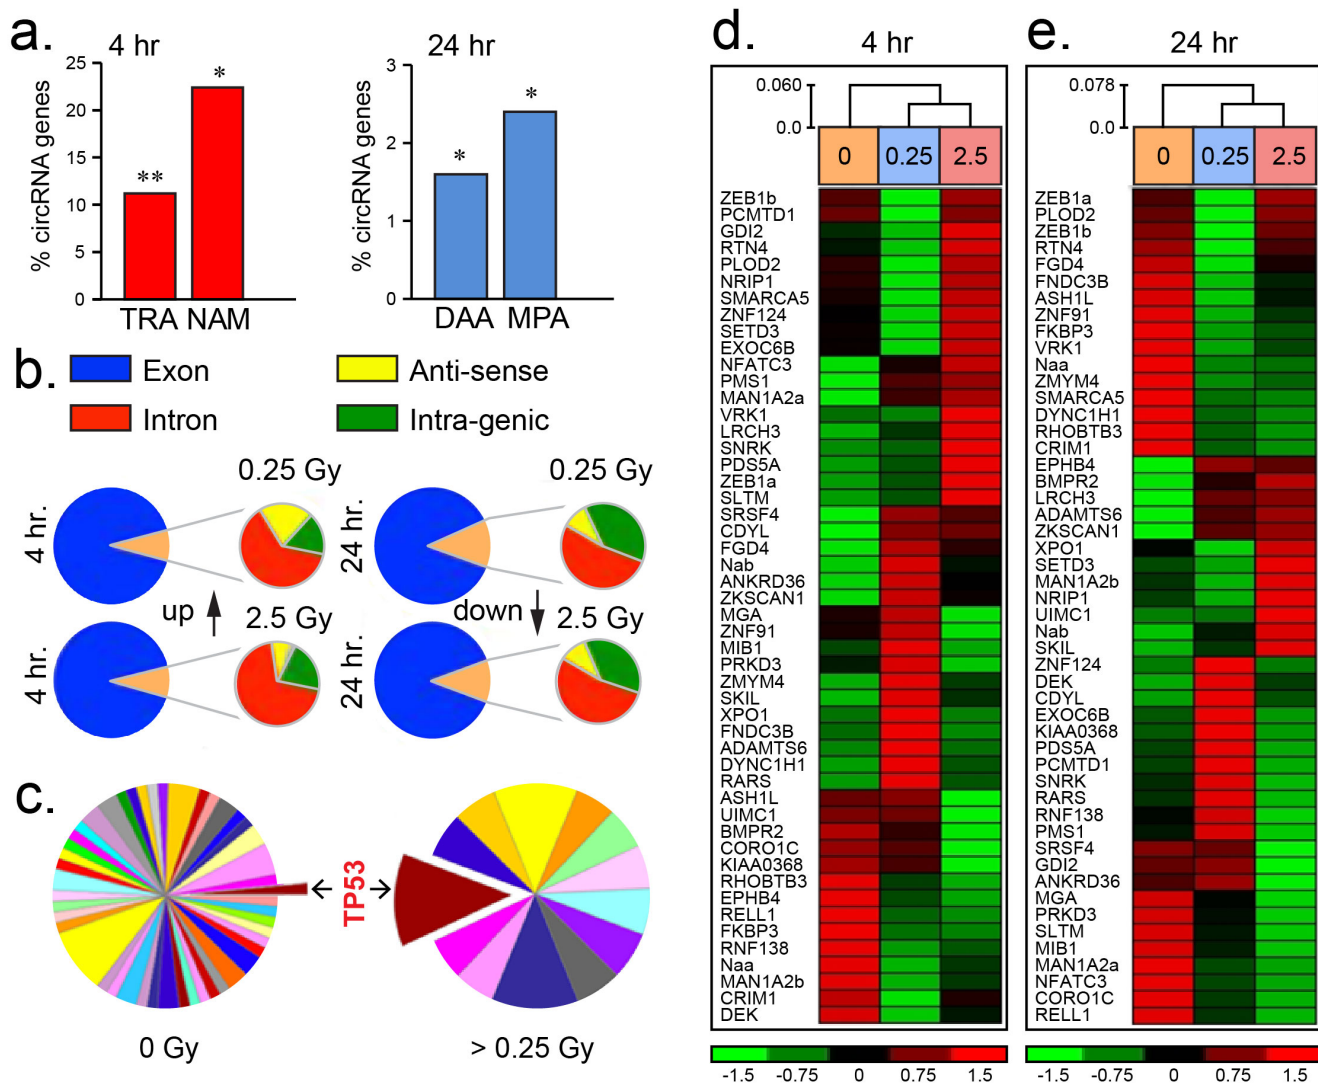 a.
4 hr
% circRNA genes
25
20
15
10
5
0
**
*
TRA NAM
24 hr
% circRNA genes
3
2
1
0
*
*
DAA MPA
b.
Exon
Anti-sense
Intron
Intra-genic
4 hr.
0.25 Gy
24 hr.
0.25 Gy
up
down
4 hr.
2.5 Gy
24 hr.
2.5 Gy
c.
TP53
0 Gy
> 0.25 Gy
d.
4 hr
0.060
0.0
0 0.25 2.5
ZEB1b
PCMTD1
GDI2
RTN4
PLOD2
NRIP1
SMARCA5
ZNF124
SETD3
EXOC6B
NFATC3
PMS1
MAN1A2a
VRK1
LRCH3
SNRK
PDS5A
ZEB1a
SLTM
SRSF4
CDYL
FGD4
Nab
ANKRD36
ZKSCAN1
MGA
ZNF91
MIB1
PRKD3
ZMYM4
SKIL
XPO1
FNDC3B
ADAMTS6
DYNC1H1
RARS
ASH1L
UIMC1
BMPR2
CORO1C
KIAA0368
RHOBTB3
EPHB4
RELL1
FKBP3
RNF138
Naa
MAN1A2b
CRIM1
DEK
-1.5 -0.75 0 0.75 1.5
e.
24 hr
0.078
0.0
0 0.25 2.5
ZEB1a
PLOD2
ZEB1b
RTN4
FGD4
FNDC3B
ASH1L
ZNF91
FKBP3
VRK1
Naa
ZMYM4
SMARCA5
DYNC1H1
RHOBTB3
CRIM1
EPHB4
BMPR2
LRCH3
ADAMTS6
ZKSCAN1
XPO1
SETD3
MAN1A2b
NRIP1
UIMC1
Nab
SKIL
ZNF124
DEK
CDYL
EXOC6B
KIAA0368
PDS5A
PCMTD1
SNRK
RARS
RNF138
PMS1
SRSF4
GDI2
ANKRD36
MGA
PRKD3
SLTM
MIB1
MAN1A2a
NFATC3
CORO1C
RELL1
-1.5 -0.75 0 0.75 1.5